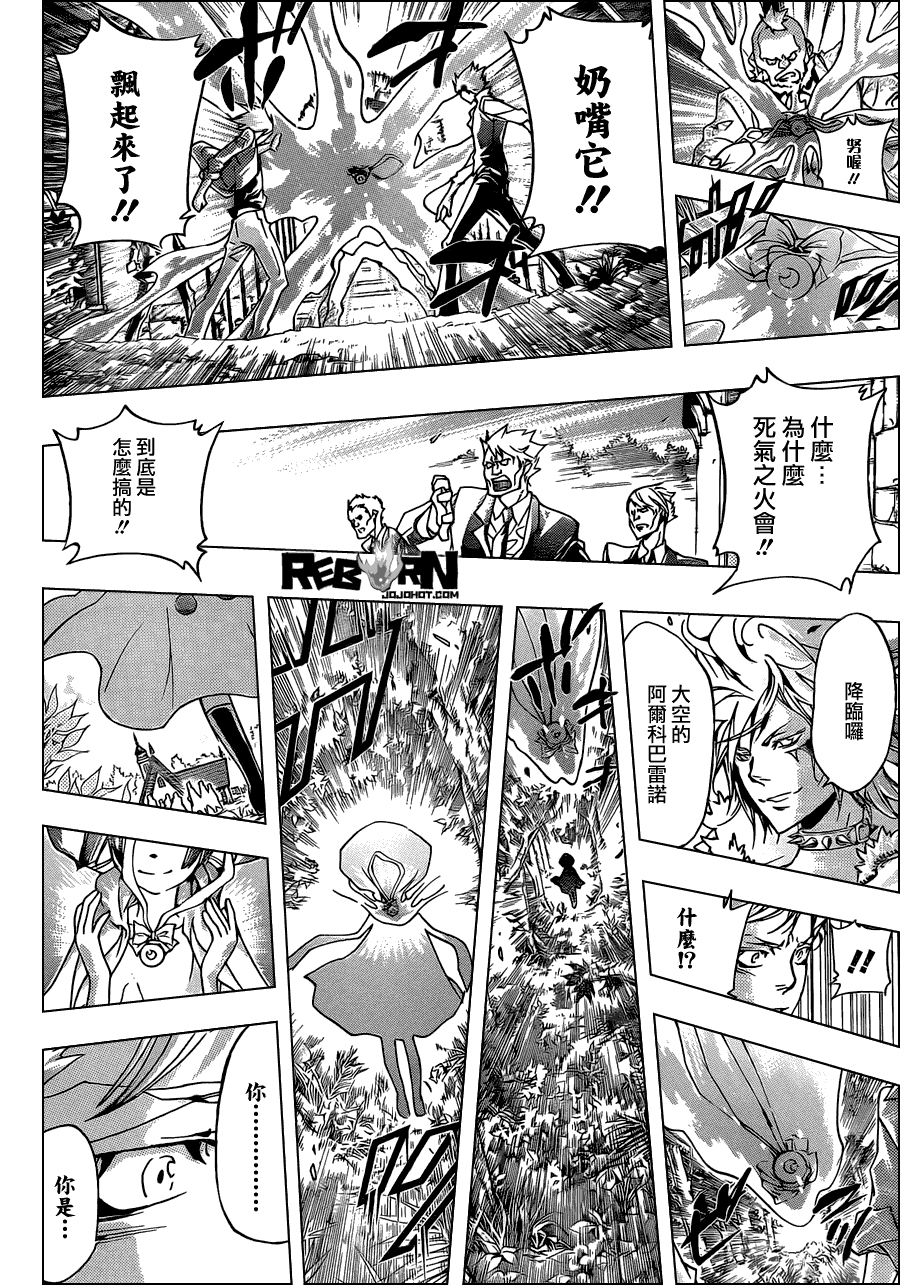 努喔!!
奶嘴它!!
飄起來了!!
什麼…
為什麼
死氣之火會!!
到底是
怎麼搞的!!
REBORN
JOJOHOT.COM
降臨囉
大空的
阿爾科巴雷諾
!!
什麼!?
你………
你是…